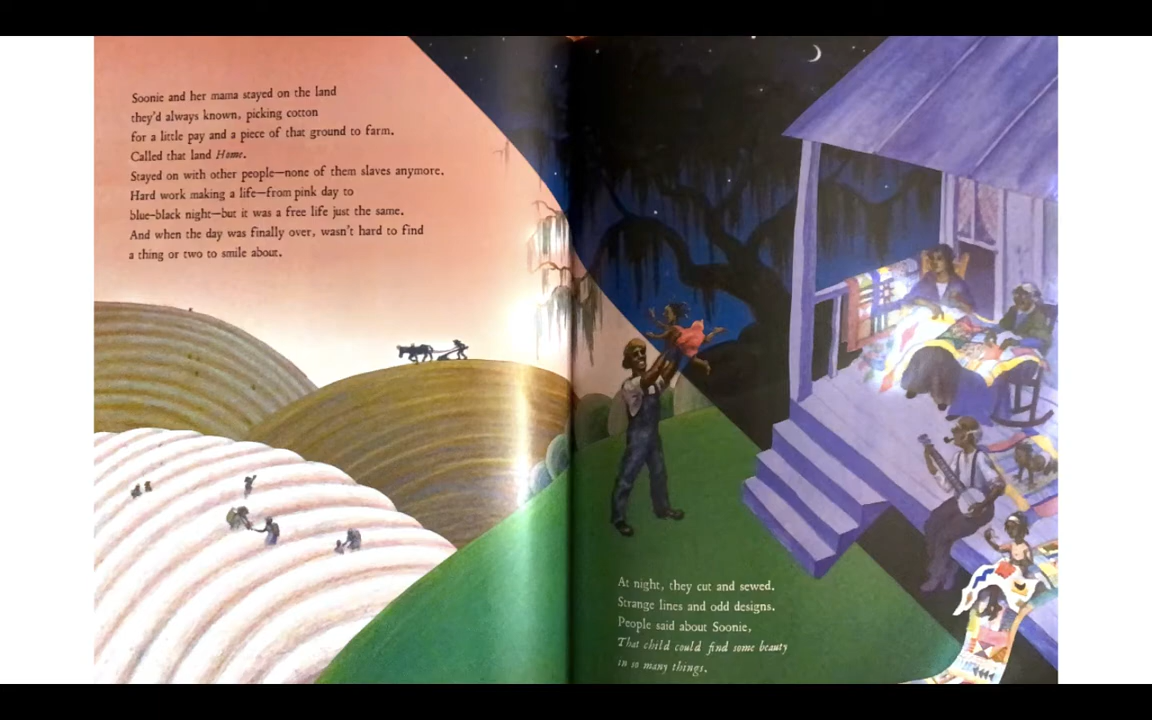 Soonie and her mama stayed on the land
they'd always known, picking cotton
for a little pay and a piece of that ground to farm.
Called that land Home.
Stayed on with other people—none of them slaves anymore.
Hard work making a life—from pink day to
blue-black night—but it was a free life just the same.
And when the day was finally over, wasn't hard to find
a thing or two to smile about.
At night, they cut and sewed.
Strange lines and odd designs.
People said about Soonie,
That child could find some beauty
in so many things.